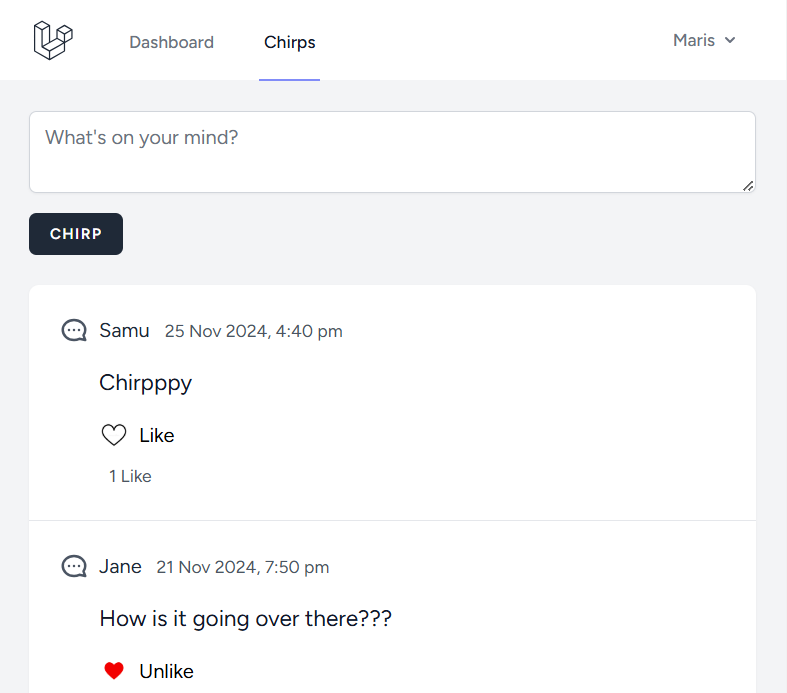 Dashboard Chirps Maris
What's on your mind?
CHIRP
Samu 25 Nov 2024, 4:40 pm
Chirpppy
Like
1 Like
Jane 21 Nov 2024, 7:50 pm
How is it going over there???
Unlike